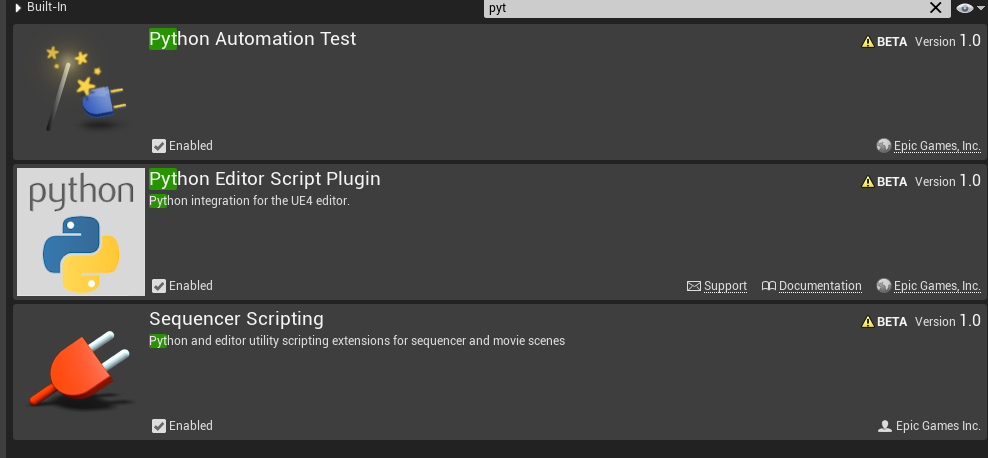 Built-In
pyt
Python Automation Test
BETA Version 1.0
Enabled
Epic Games, Inc.
python
Python Editor Script Plugin
BETA Version 1.0
Python integration for the UE4 editor.
Enabled
Support
Documentation
Epic Games, Inc.
Sequencer Scripting
BETA Version 1.0
Python and editor utility scripting extensions for sequencer and movie scenes
Enabled
Epic Games Inc.